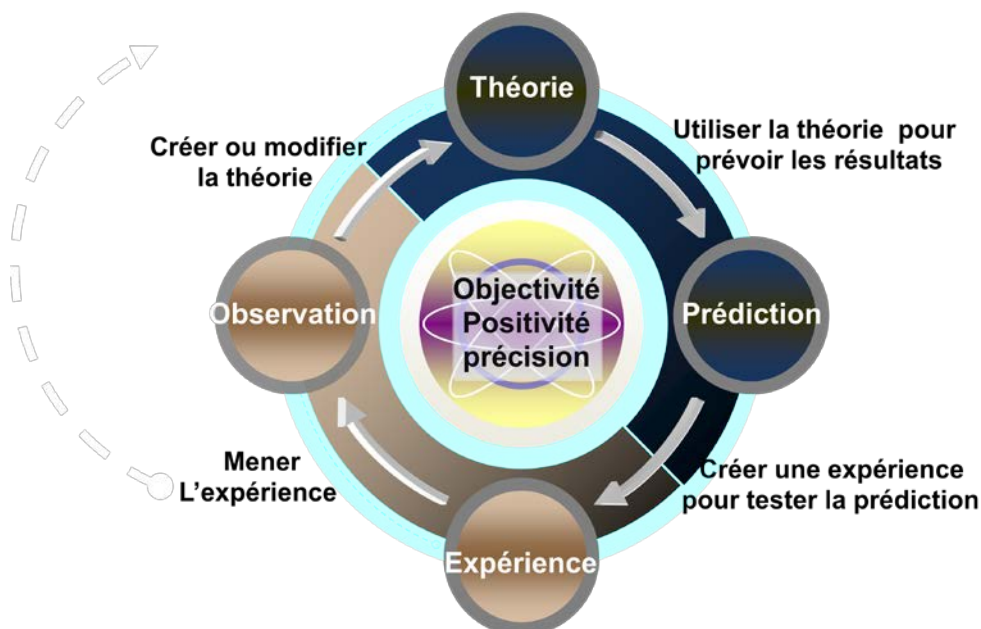 Théorie
Utiliser la théorie pour
prévoir les résultats
Créer ou modifier
la théorie
Objectivité
Positivité
précision
Observation
Prédiction
Mener
L'expérience
Créer une expérience
pour tester la prédiction
Expérience